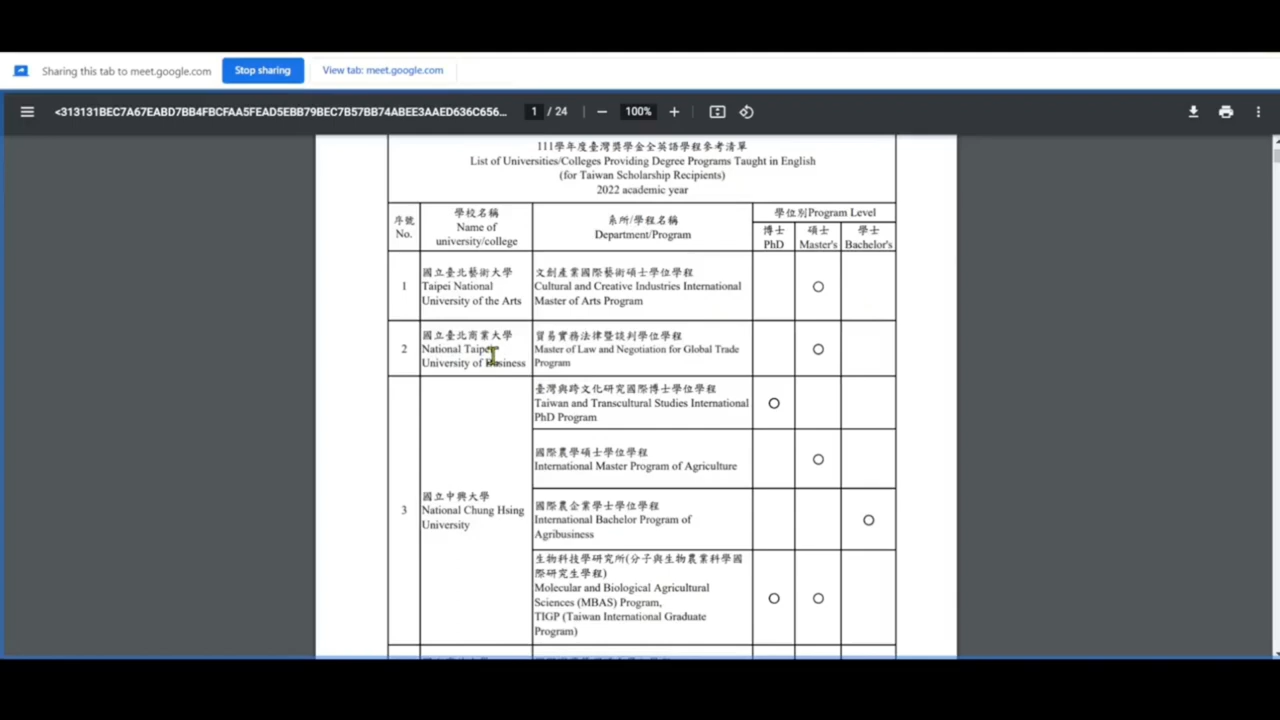 Sharing this tab to meet.google.com
Stop sharing
View tab: meet.google.com
<313131BEC7A67EABD7BB4FBCFAA5FEAD5EBB79BEC7B57BB74ABEE3AAED636C656...
1 / 24
100%
111學年度臺灣獎學金全英語學程參考清單
List of Universities/Colleges Providing Degree Programs Taught in English
(for Taiwan Scholarship Recipients)
2022 academic year
序號
No.
學校名稱
Name of
university/college
系所/學程名稱
Department/Program
學位別Program Level
博士
PhD
碩士
Master's
學士
Bachelor's
1
國立臺北藝術大學
Taipei National
University of the Arts
文創產業國際藝術碩士學位學程
Cultural and Creative Industries International
Master of Arts Program
2
國立臺北商業大學
National Taipei
University of Business
貿易實務法律暨談判學位學程
Master of Law and Negotiation for Global Trade
Program
3
國立中興大學
National Chung Hsing
University
臺灣與跨文化研究國際博士學位學程
Taiwan and Transcultural Studies International
PhD Program
國際農學碩士學位學程
International Master Program of Agriculture
國際農企業學士學位學程
International Bachelor Program of
Agribusiness
生物科技學研究所(分子與生物農業科學國
際研究生學程)
Molecular and Biological Agricultural
Sciences (MBAS) Program,
TIGP (Taiwan International Graduate
Program)